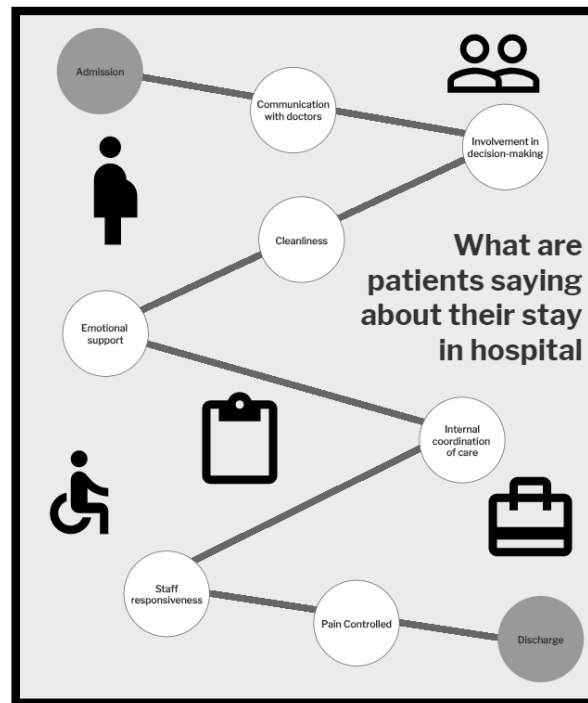 Admission
Communication
with doctors
Involvement in
decision-making
Cleanliness
What are
patients saying
about their stay
in hospital
Emotional
support
Internal
coordination
of care
Staff
responsiveness
Pain Controlled
Discharge